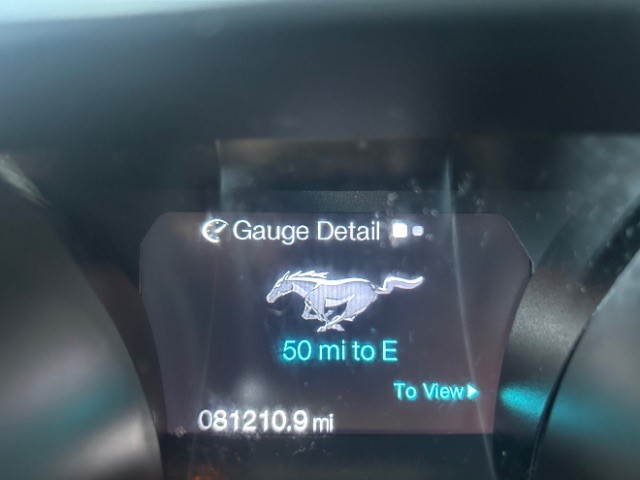 Gauge Detail
50 mi to E
To View
081210.9 mi